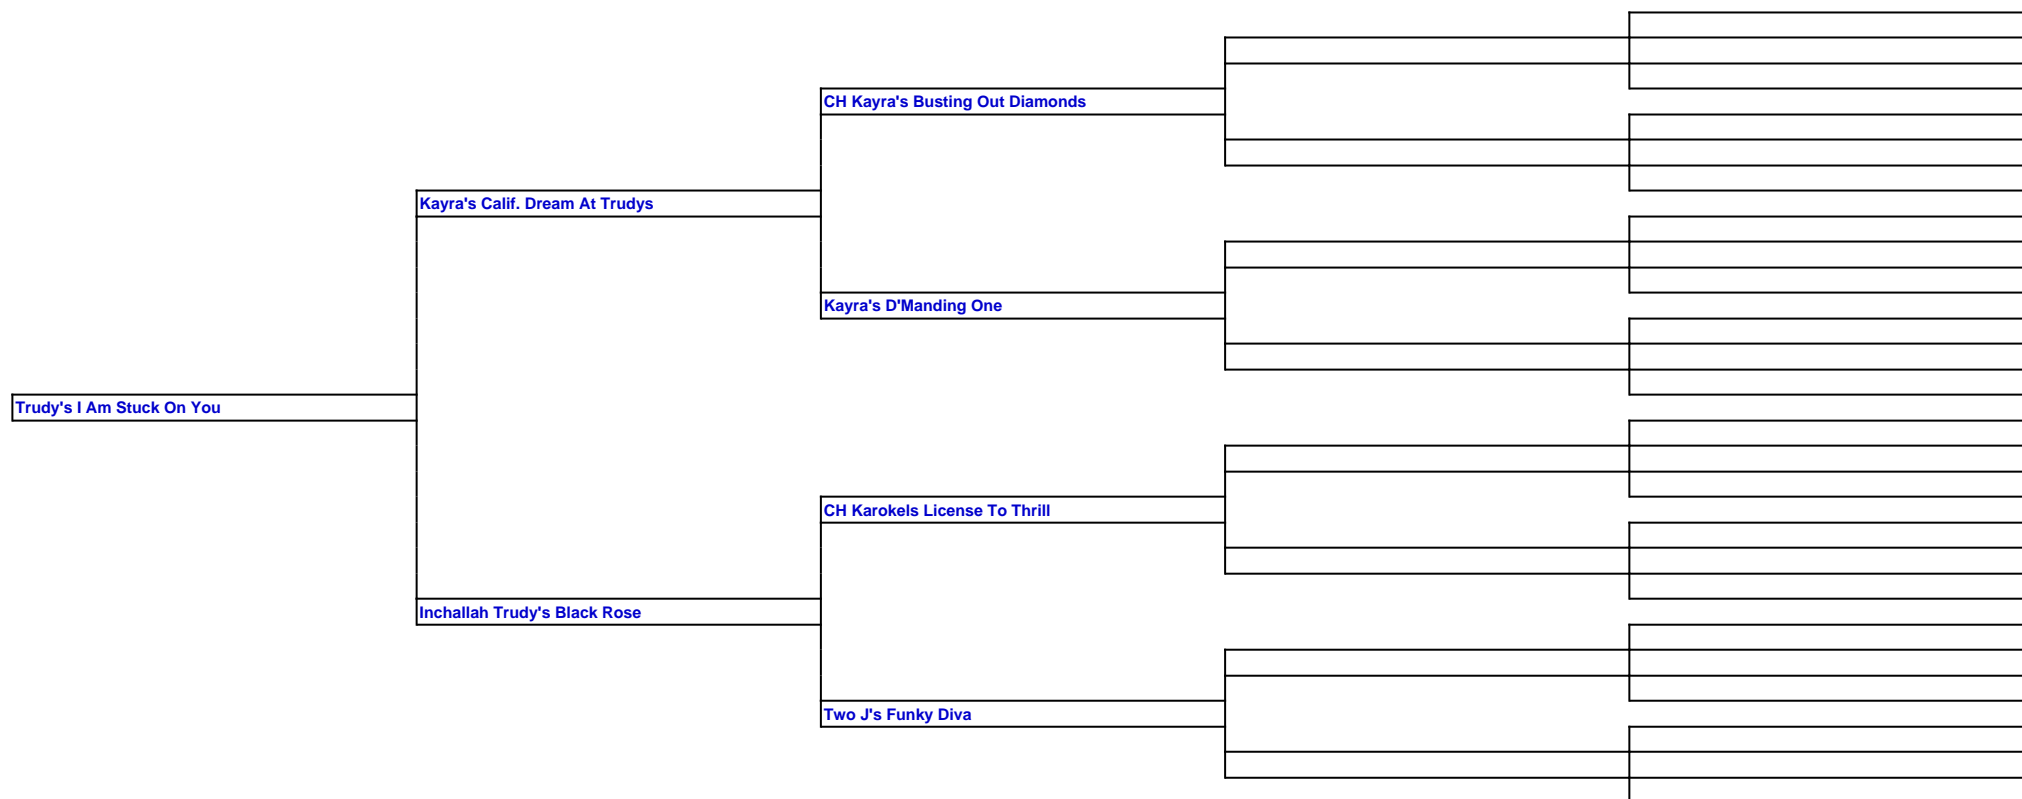 CH Kayra's Busting Out Diamonds
Kayra's Calif. Dream At Trudys
Kayra's D'Manding One
Trudy's I Am Stuck On You
CH Karokels License To Thrill
Inchallah Trudy's Black Rose
Two J's Funky Diva